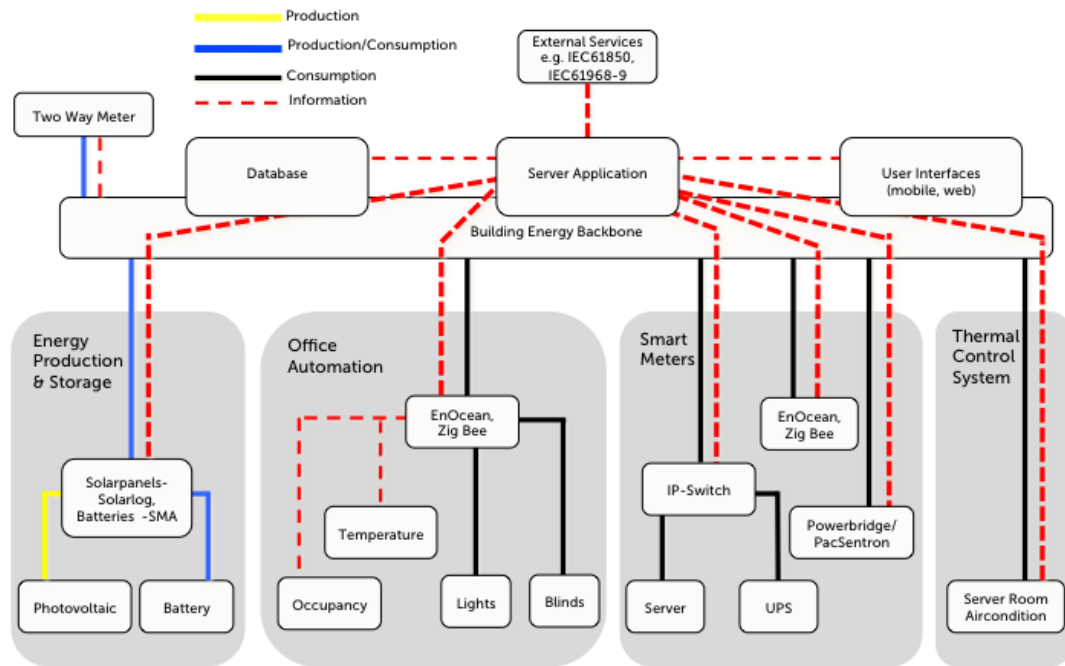 Production
Production/Consumption
Consumption
Information
External Services
e.g. IEC61850,
IEC61968-9
Two Way Meter
Database
Server Application
User Interfaces
(mobile, web)
Building Energy Backbone
Energy
Production
& Storage
Office
Automation
Smart
Meters
Thermal
Control
System
EnOcean,
Zig Bee
EnOcean,
Zig Bee
Solarpanels-
Solarlog,
Batteries -SMA
IP-Switch
Temperature
Powerbridge/
PacSentron
Photovoltaic
Battery
Occupancy
Lights
Blinds
Server
UPS
Server Room
Aircondition